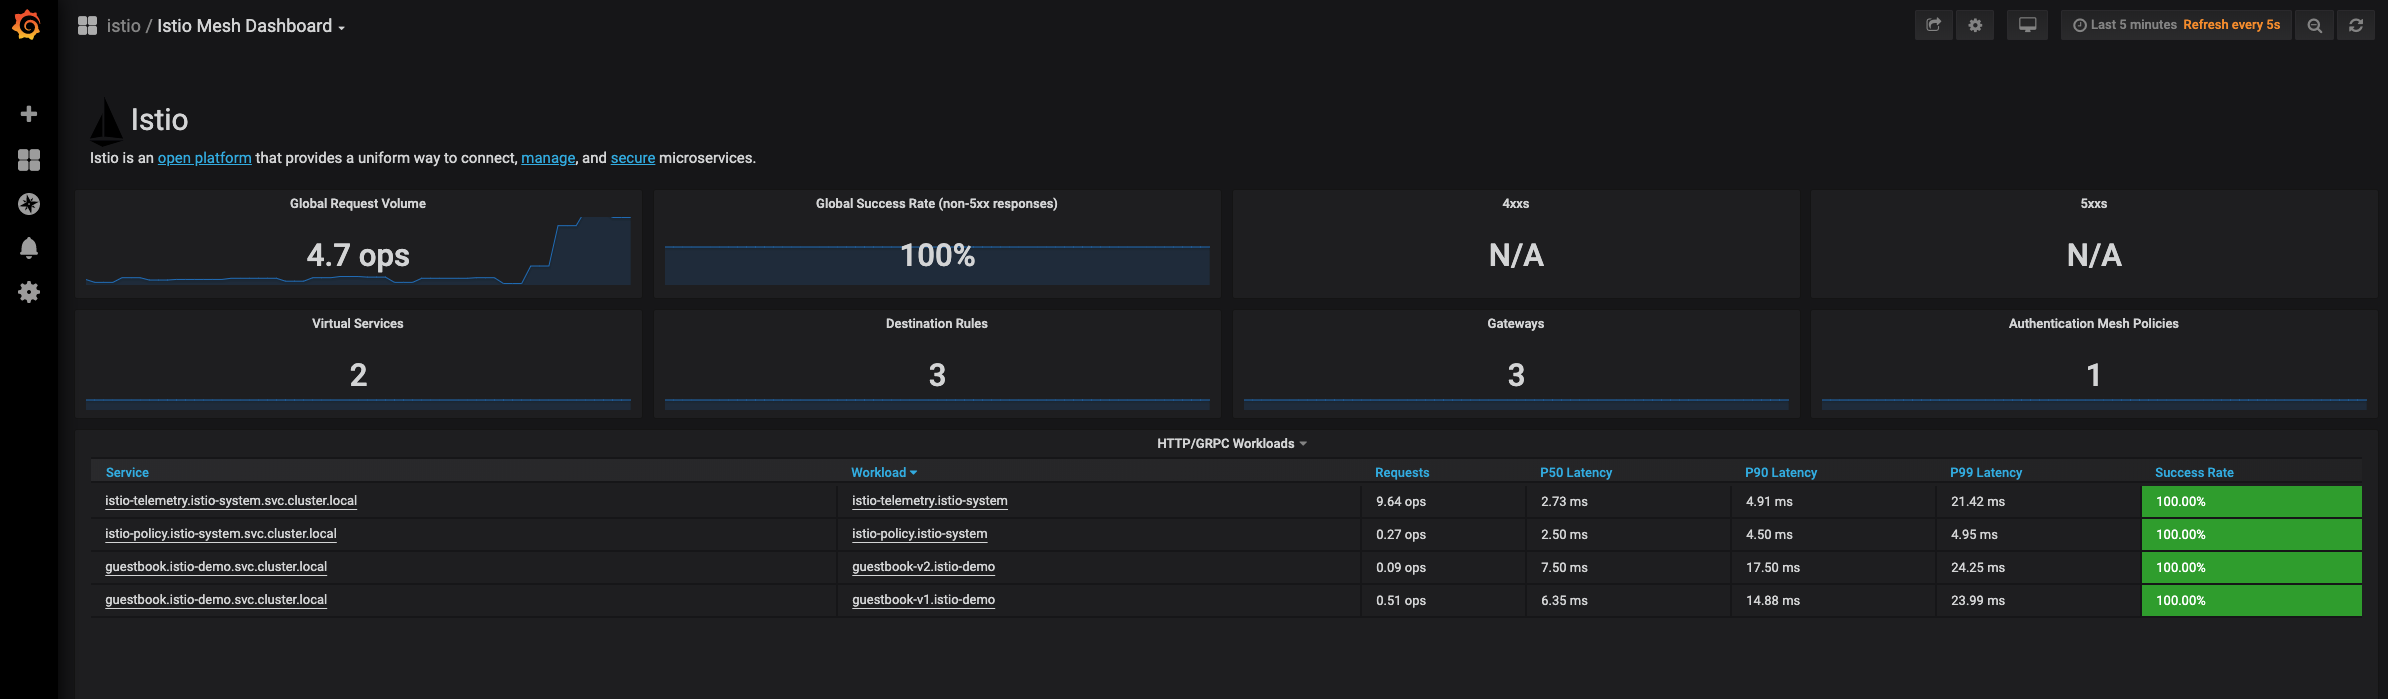 istio / Istio Mesh Dashboard
Last 5 minutes Refresh every 5s
Istio
Istio is an open platform that provides a uniform way to connect, manage, and secure microservices.
Global Request Volume
4.7 ops
Global Success Rate (non-5xx responses)
100%
4xxs
N/A
5xxs
N/A
Virtual Services
2
Destination Rules
3
Gateways
3
Authentication Mesh Policies
1
HTTP/GRPC Workloads
Service Workload Requests P50 Latency P90 Latency P99 Latency Success Rate
istio-telemetry.istio-system.svc.cluster.local istio-telemetry.istio-system 9.64 ops 2.73 ms 4.91 ms 21.42 ms 100.00%
istio-policy.istio-system.svc.cluster.local istio-policy.istio-system 0.27 ops 2.50 ms 4.50 ms 4.95 ms 100.00%
guestbook.istio-demo.svc.cluster.local guestbook-v2.istio-demo 0.09 ops 7.50 ms 17.50 ms 24.25 ms 100.00%
guestbook.istio-demo.svc.cluster.local guestbook-v1.istio-demo 0.51 ops 6.35 ms 14.88 ms 23.99 ms 100.00%